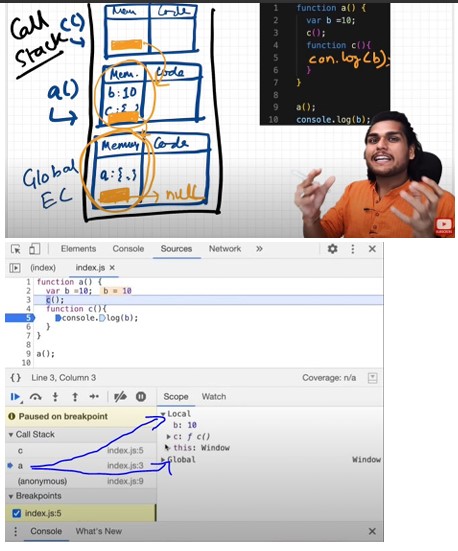 Call
Stack
c()
Mem
Code
a()
Mem.
Code
b:10
c:{ }
Global
EC
Memory
Code
a:{.}
null
1 function a() {
2 var b =10;
3 c();
4 function c(){
5 con.log(b);
6 }
7 }
8
9 a();
10 console.log(b);
SUBSCRIBE
Elements Console Sources Network »
(index) index.js ×
1 function a() {
2 var b =10; b = 10
3 c();
4 function c(){
5 console.log(b);
6 }
7 }
8
9 a();
10
{} Line 3, Column 3 Coverage: n/a
Scope Watch
Paused on breakpoint
Call Stack
c index.js:5
a index.js:3
(anonymous) index.js:9
Breakpoints
index.js:5
Local
b: 10
c: ƒ c()
this: Window
Global Window
Console What's New